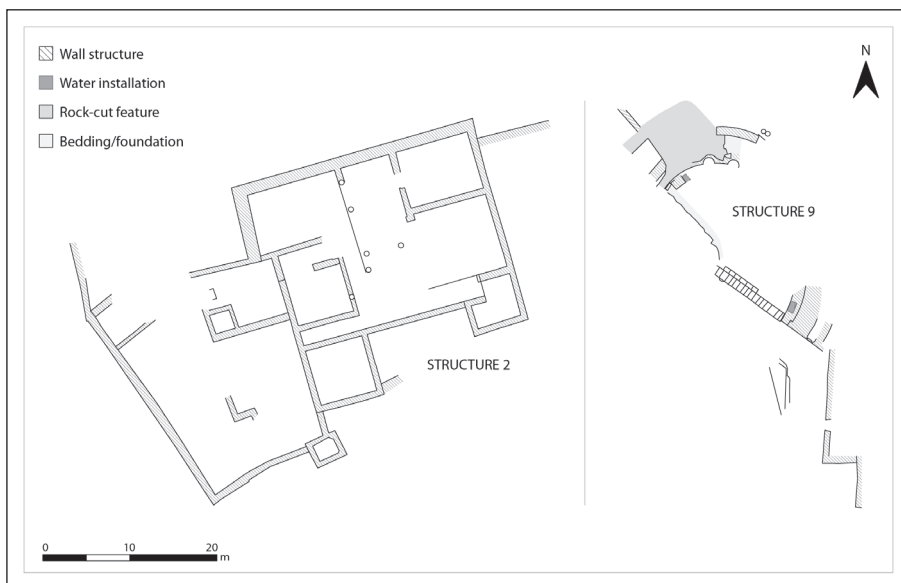 Wall structure
Water installation
Rock-cut feature
Bedding/foundation
N
STRUCTURE 9
STRUCTURE 2
0 10 20
m